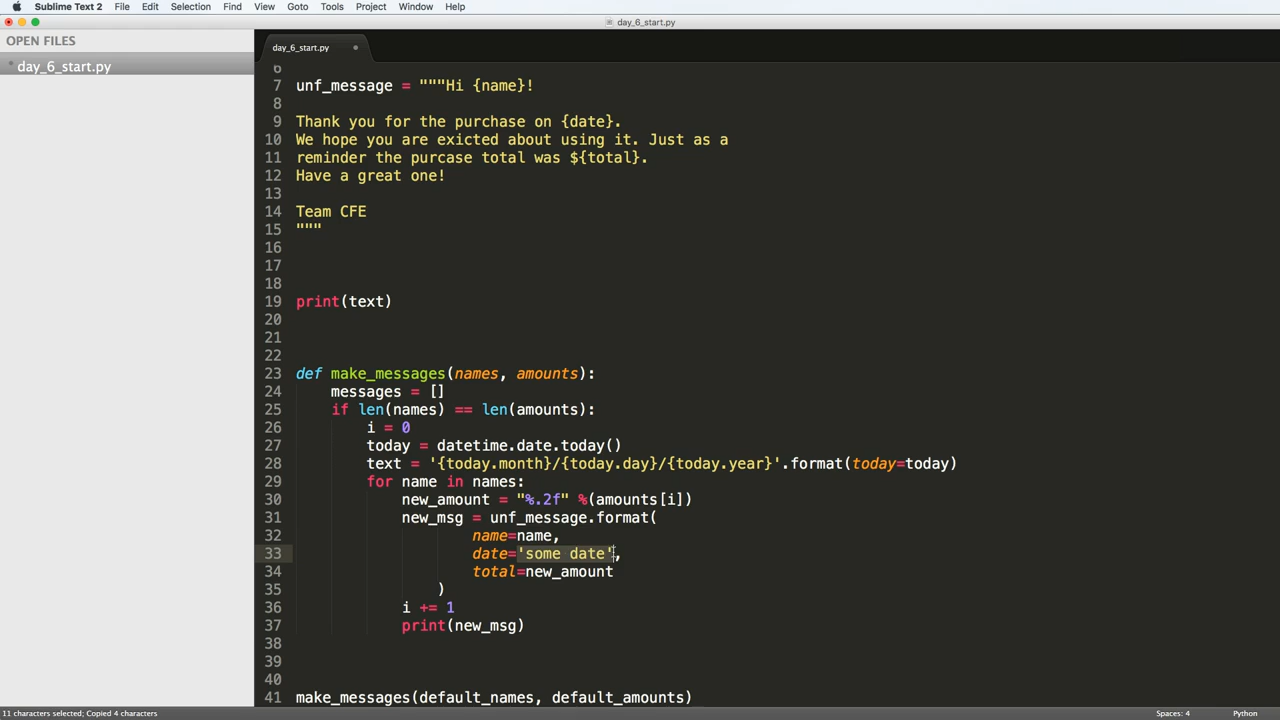 Sublime Text 2 File Edit Selection Find View Goto Tools Project Window Help
day_6_start.py
OPEN FILES
day_6_start.py
day_6_start.py
6
7 unf_message = """Hi {name}!
8
9 Thank you for the purchase on {date}.
10 We hope you are exicted about using it. Just as a
11 reminder the purcase total was ${total}.
12 Have a great one!
13
14 Team CFE
15 """
16
17
18
19 print(text)
20
21
22
23 def make_messages(names, amounts):
24 messages = []
25 if len(names) == len(amounts):
26 i = 0
27 today = datetime.date.today()
28 text = '{today.month}/{today.day}/{today.year}'.format(today=today)
29 for name in names:
30 new_amount = "%.2f" %(amounts[i])
31 new_msg = unf_message.format(
32 name=name,
33 date='some date',
34 total=new_amount
35 )
36 i += 1
37 print(new_msg)
38
39
40
41 make_messages(default_names, default_amounts)
11 characters selected; Copied 4 characters Spaces: 4 Python